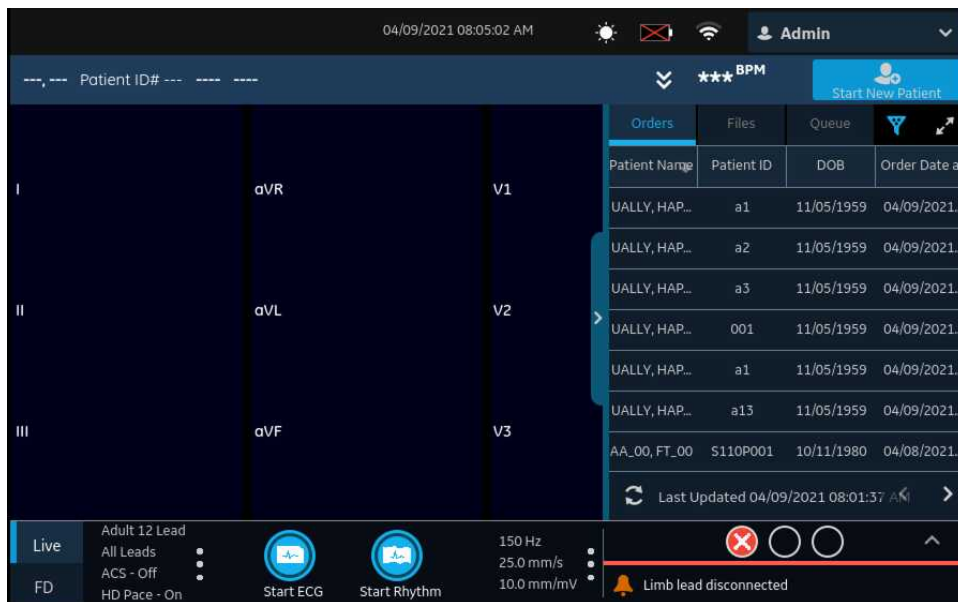 04/09/2021 08:05:02 AM Admin
---,--- Patient ID# --- ---- ---- *** BPM Start New Patient
Orders Files Queue
Patient Name Patient ID DOB Order Date a
I aVR V1
UALLY, HAP... a1 11/05/1959 04/09/2021.
UALLY, HAP... a2 11/05/1959 04/09/2021.
UALLY, HAP... a3 11/05/1959 04/09/2021.
II aVL V2
UALLY, HAP... 001 11/05/1959 04/09/2021.
UALLY, HAP... a1 11/05/1959 04/09/2021.
UALLY, HAP... a13 11/05/1959 04/09/2021.
III aVF V3
AA_00, FT_00 S110P001 10/11/1980 04/08/2021.
Last Updated 04/09/2021 08:01:37 AM
Live
FD
Adult 12 Lead
All Leads
ACS - Off
HD Pace - On
Start ECG Start Rhythm
150 Hz
25.0 mm/s
10.0 mm/mV
Limb lead disconnected